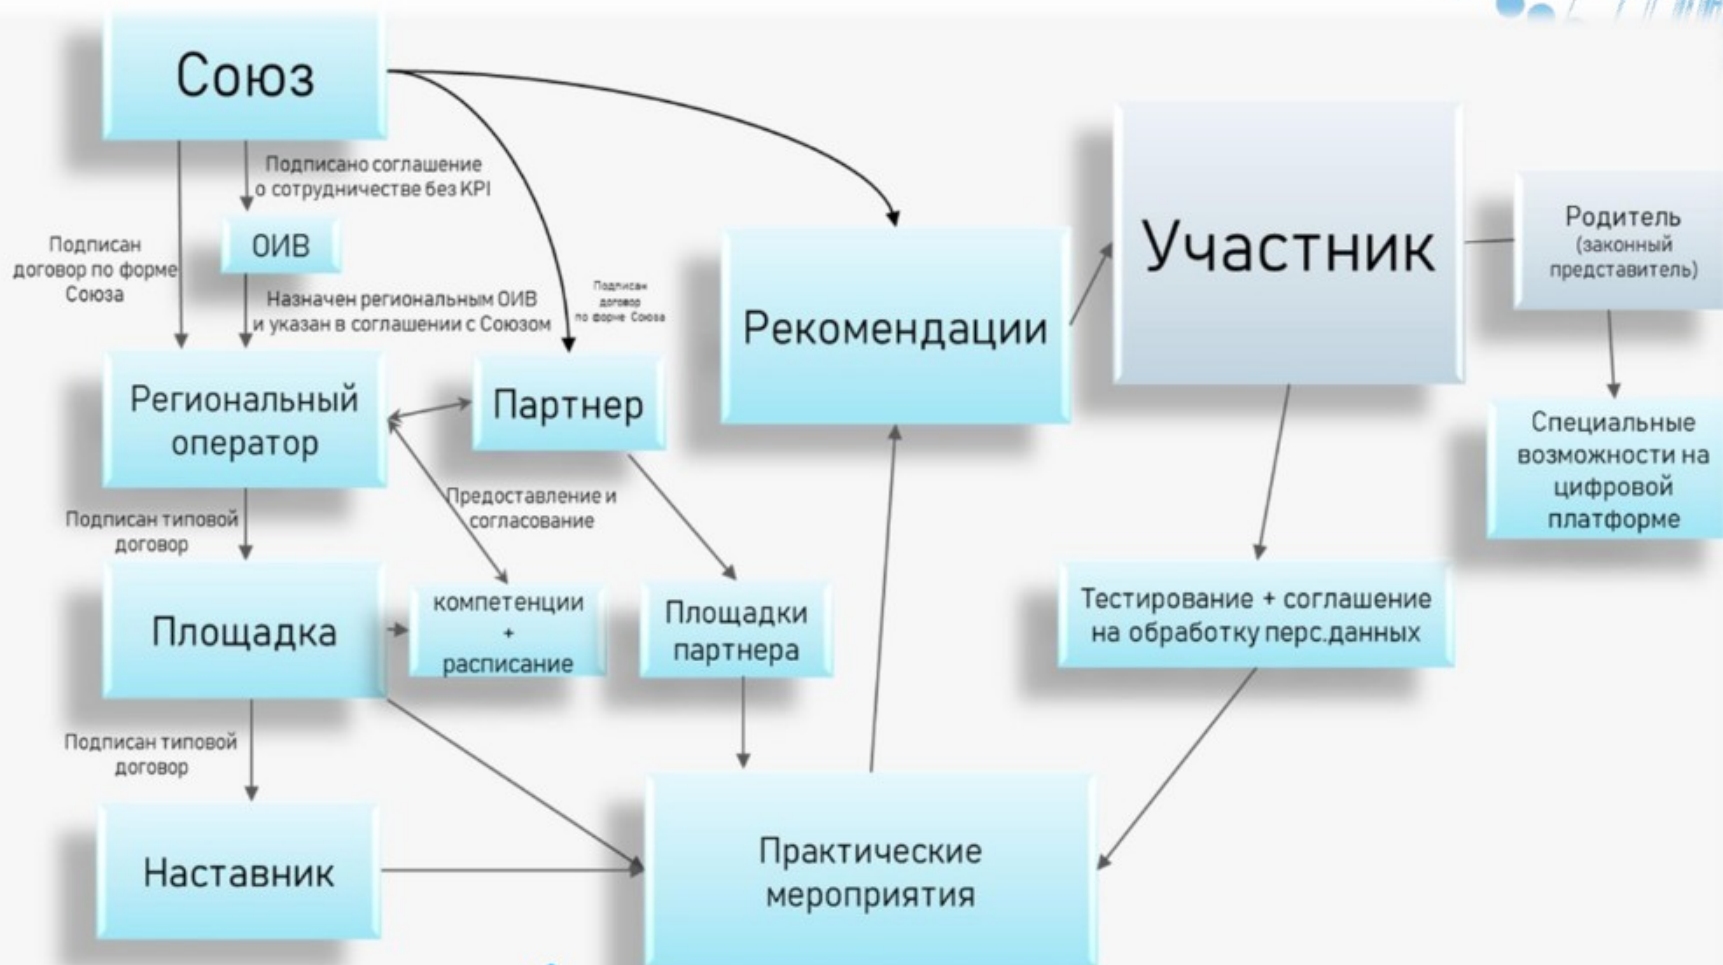 Союз
Подписано соглашение
о сотрудничестве без KPI
ОИВ
Подписан
договор по форме
Союза
Назначен региональным ОИВ
и указан в соглашении с Союзом
Подписан
договор
по форме Союза
Региональный
оператор
Партнер
Рекомендации
Участник
Родитель
(законный
представитель)
Специальные
возможности на
цифровой
платформе
Предоставление и
согласование
Подписан типовой
договор
Площадка
компетенции
+
расписание
Площадки
партнера
Тестирование + соглашение
на обработку перс.данных
Подписан типовой
договор
Наставник
Практические
мероприятия